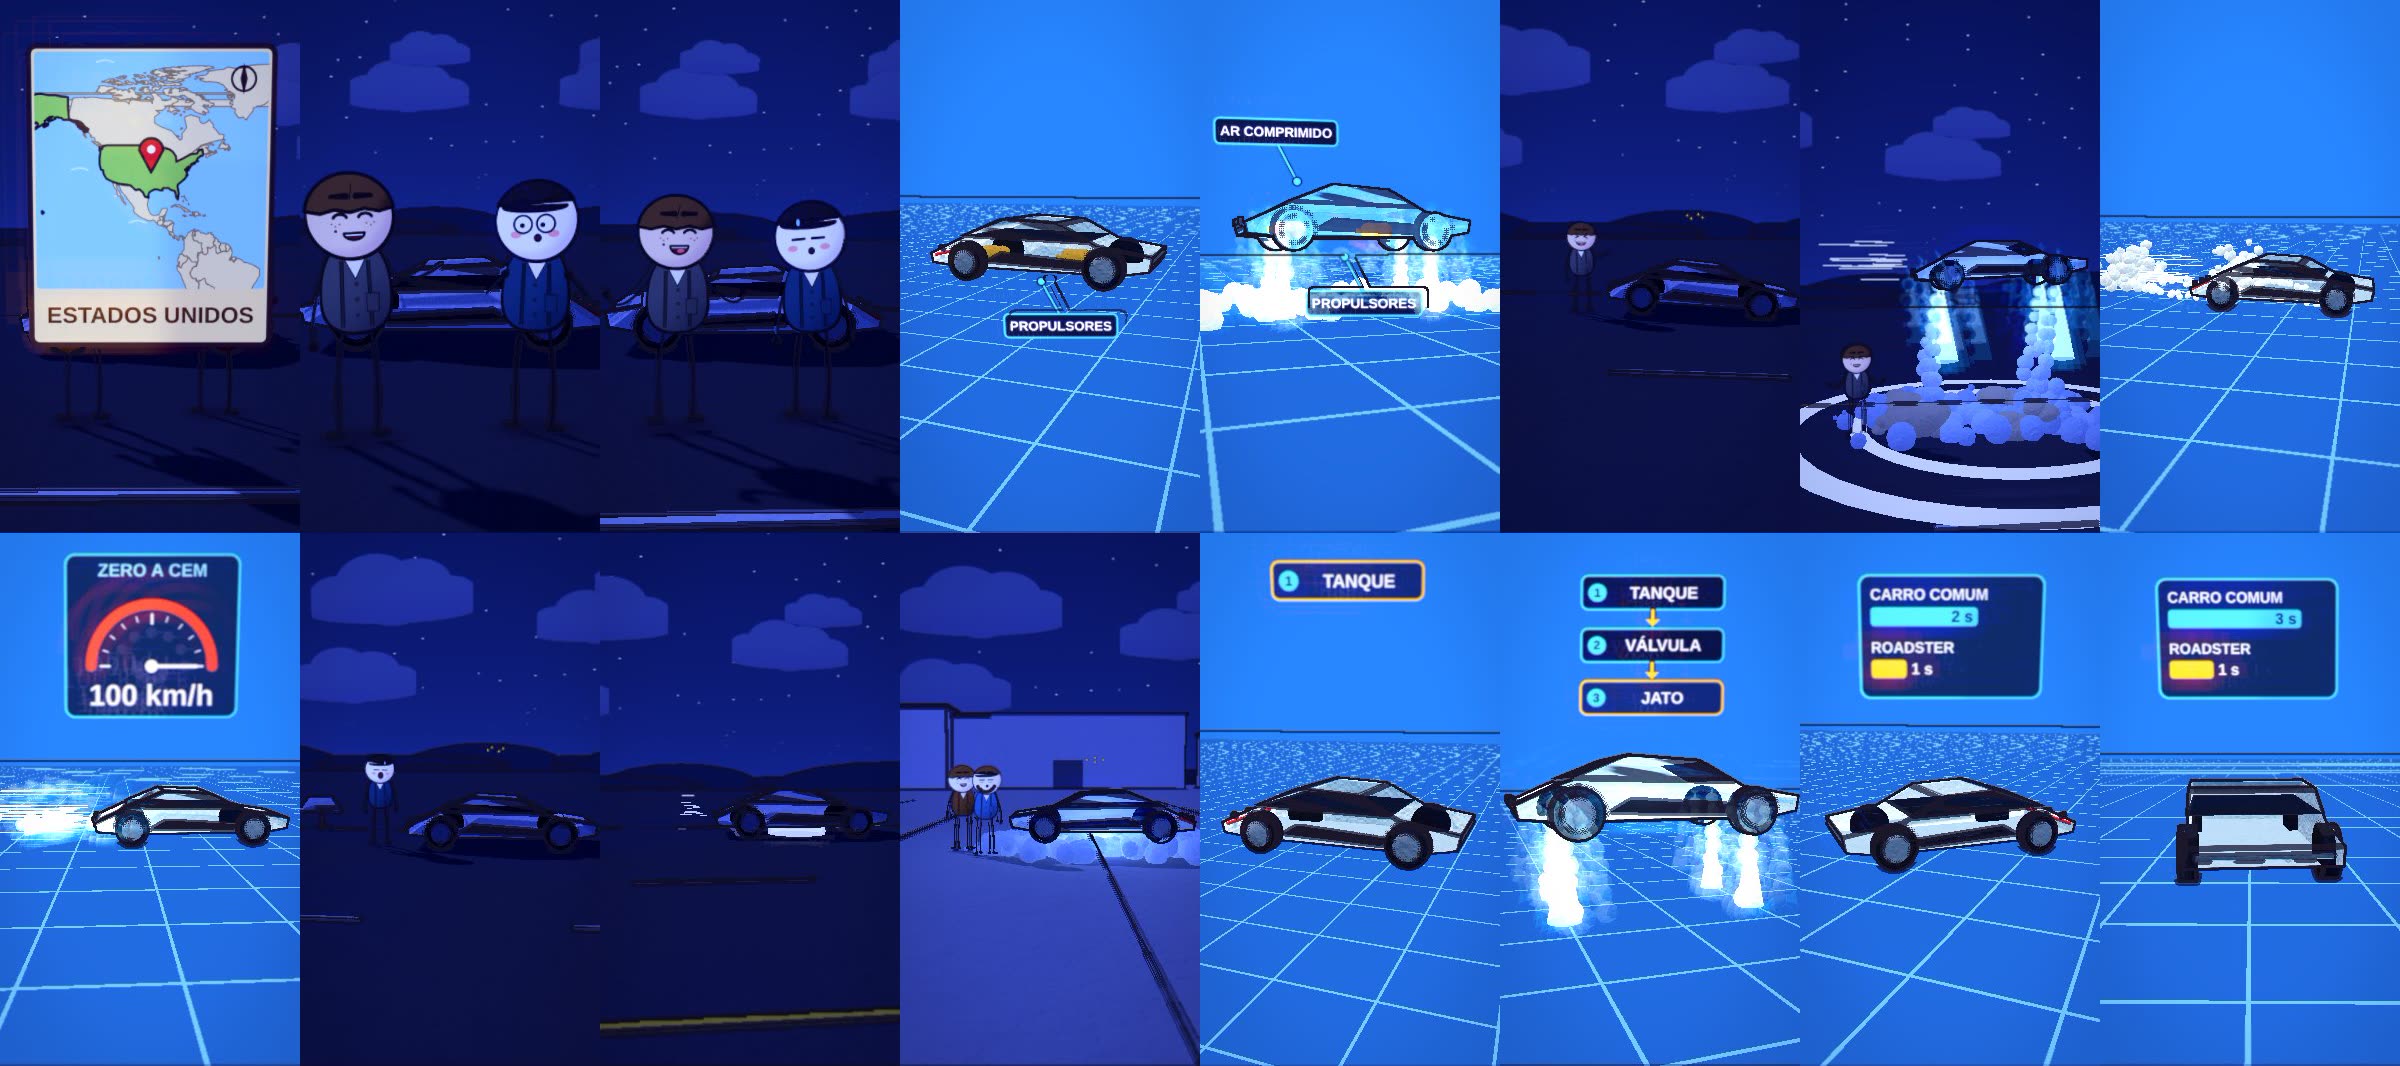 ESTADOS UNIDOS
PROPULSORES
AR COMPRIMIDO
PROPULSORES
ZERO A CEM
100 km/h
1 TANQUE
1 TANQUE
2 VÁLVULA
3 JATO
CARRO COMUM
2 s
ROADSTER
1 s
CARRO COMUM
3 s
ROADSTER
1 s